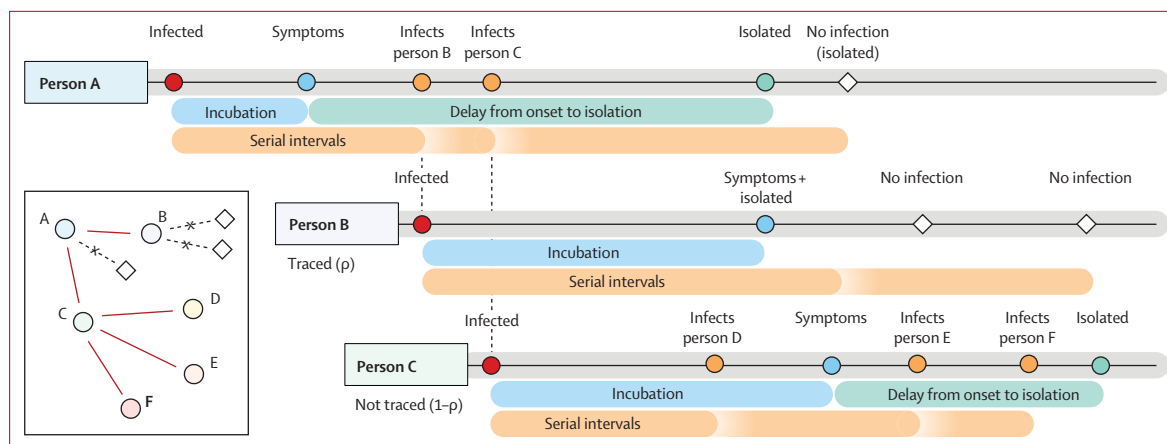 Infected
Symptoms
Infects
person B
Infects
person C
Isolated
No infection
(isolated)
Person A
Incubation
Delay from onset to isolation
Serial intervals
Infected
Symptoms +
isolated
No infection
No infection
Person B
Traced (ρ)
Incubation
Serial intervals
A
B
C
D
E
F
Infected
Infects
person D
Symptoms
Infects
person E
Infects
person F
Isolated
Person C
Not traced (1–ρ)
Incubation
Delay from onset to isolation
Serial intervals